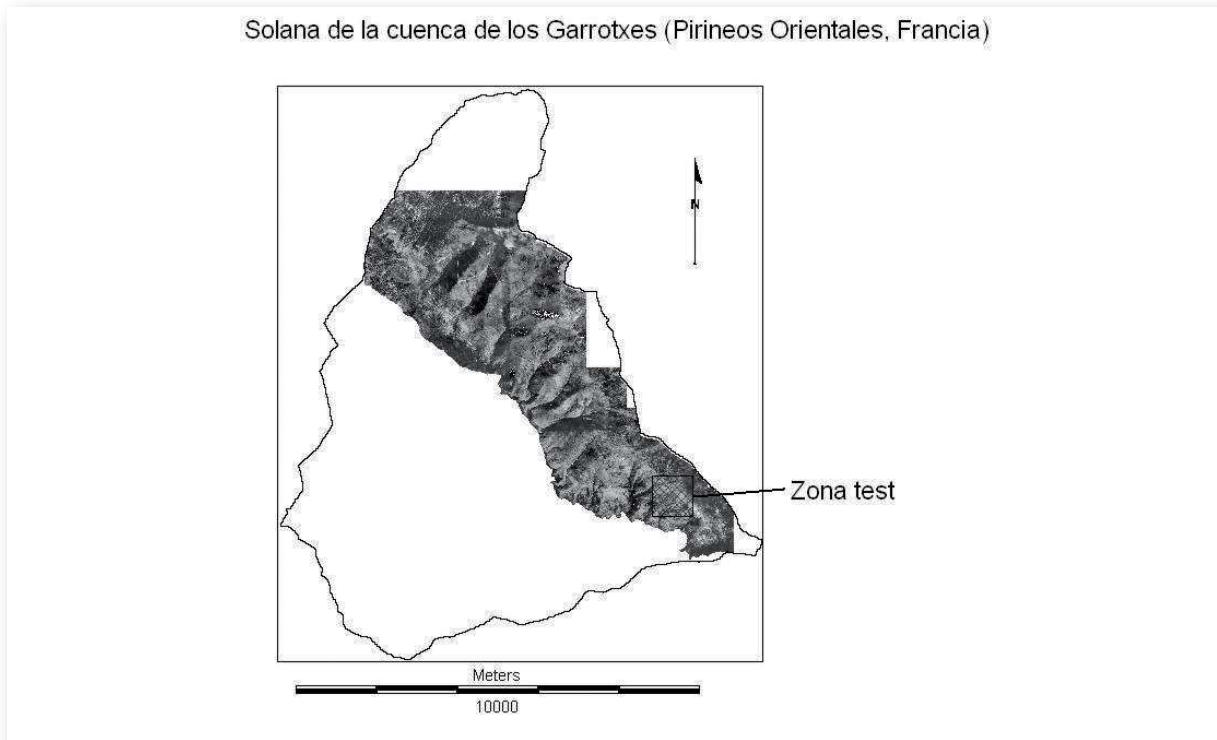 Solana de la cuenca de los Garrotxes (Pirineos Orientales, Francia)
N
Zona test
Meters
10000